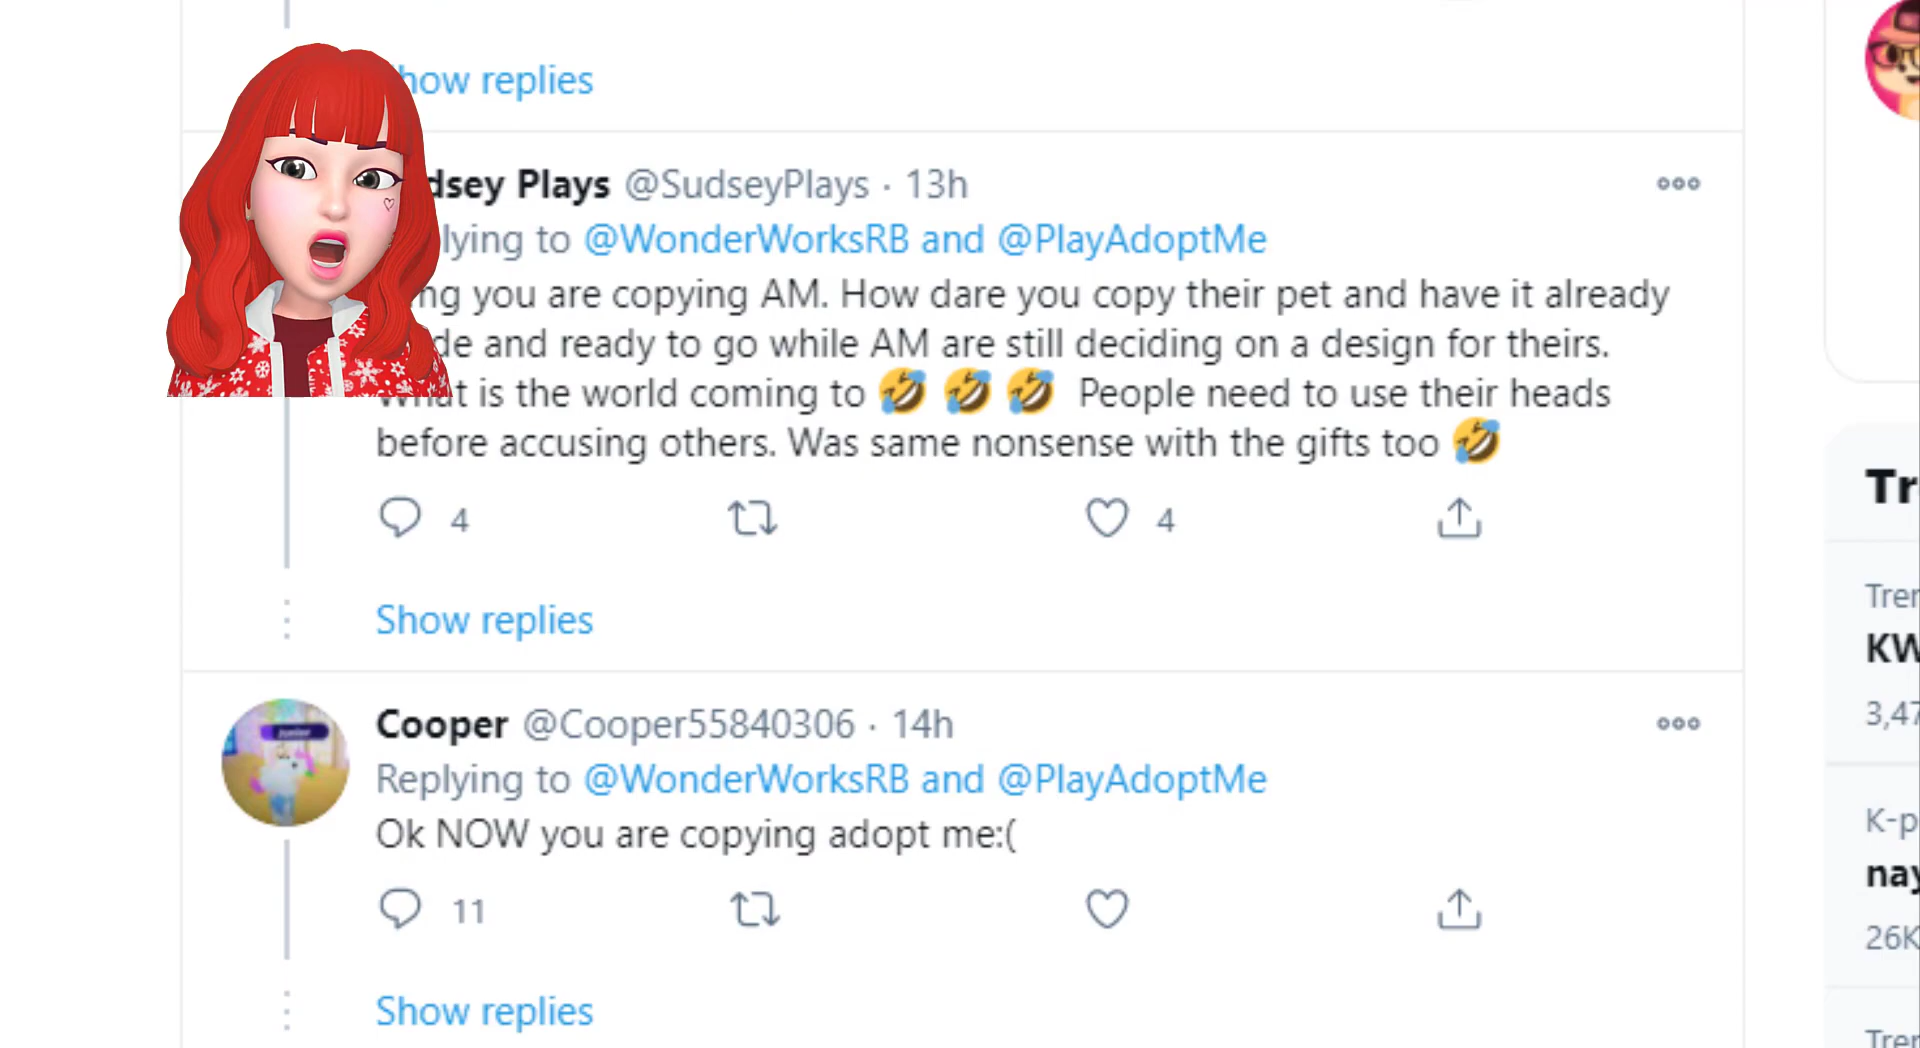 how replies
dsey Plays @SudseyPlays · 13h
lying to @WonderWorksRB and @PlayAdoptMe
ng you are copying AM. How dare you copy their pet and have it already
de and ready to go while AM are still deciding on a design for theirs.
What is the world coming to 🤣 🤣 🤣 People need to use their heads
before accusing others. Was same nonsense with the gifts too 🤣
4 4
Show replies
Cooper @Cooper55840306 · 14h
Replying to @WonderWorksRB and @PlayAdoptMe
Ok NOW you are copying adopt me:(
11
Show replies
Tr
Tren
KW
3,47
K-p
nay
26K
Tren